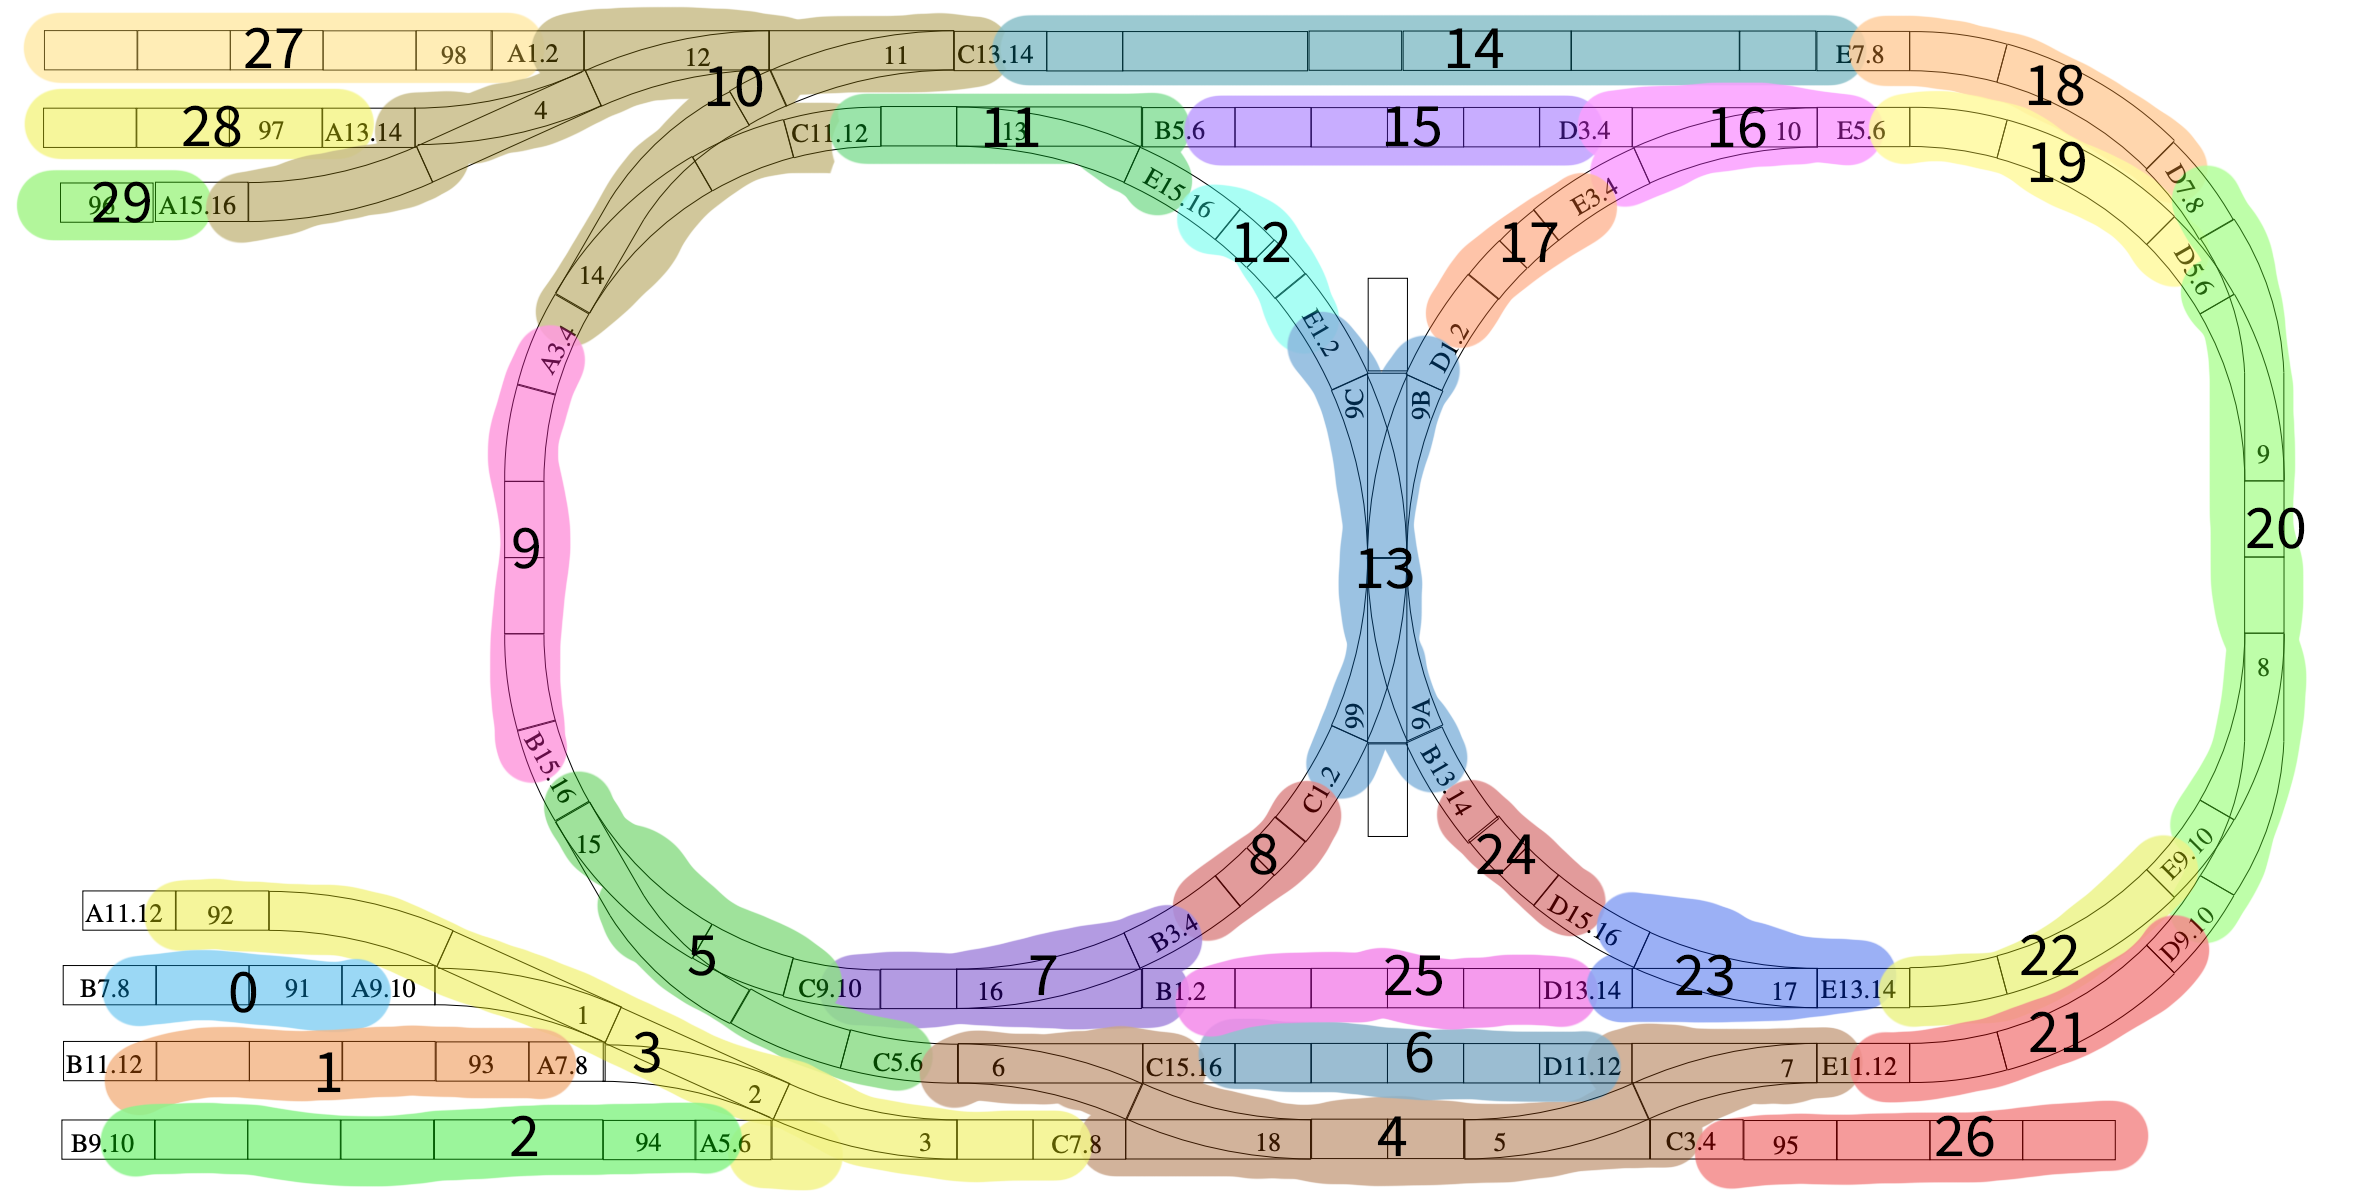 27 98 A1.2 12 11 C13.14 14 E7.8
10 18
28 97 A13.14 4 C11.12 13 11 B5.6 15 D3.4 16 10 E5.6
19
96 29 A15.16 E15.16 E3.4 D7.8
12 17
14 D5.6
A3.4 E1.2 D1.2
9C 9B
9
9 13 20
8
99 9A
B15.16 C1.2 B13.14
15 8 24 E9.10
A11.12 92 B3.4 D15.16 D9.10
5 22
B7.8 0 91 A9.10 C9.10 16 7 B1.2 25 D13.14 23 17 E13.14
1 21
B11.12 1 93 A7.8 3 C5.6 6 C15.16 6 D11.12 7 E11.12
2
B9.10 2 94 A5.6 3 C7.8 18 4 5 C3.4 95 26